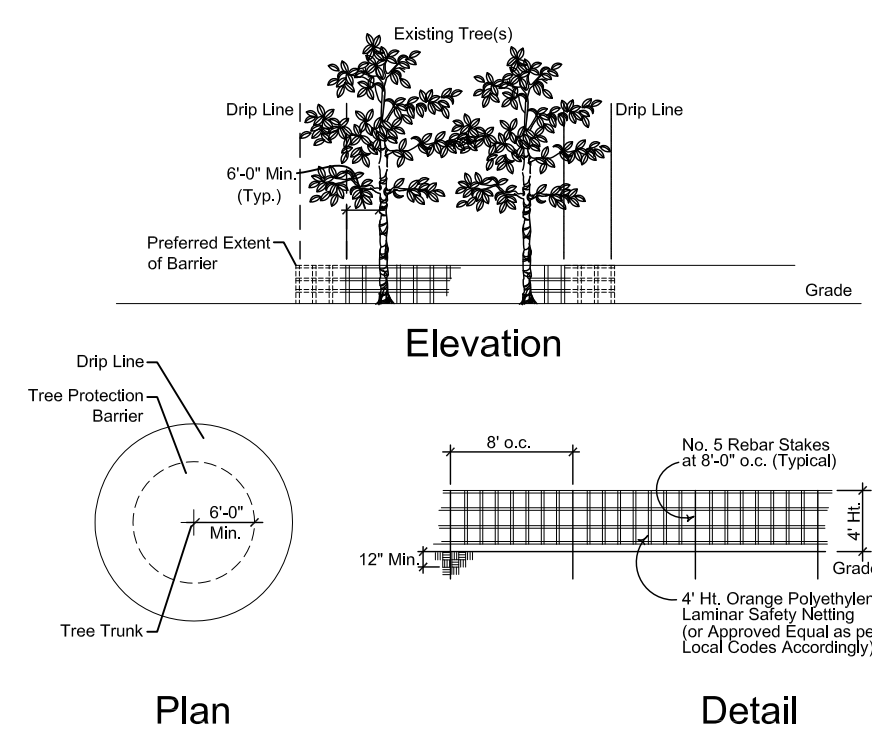 Existing Tree(s)
Drip Line
Drip Line
6'-0" Min.
(Typ.)
Preferred Extent
of Barrier
Grade
Elevation
Drip Line
Tree Protection
Barrier
6'-0"
Min.
Tree Trunk
Plan
8' o.c.
No. 5 Rebar Stakes
at 8'-0" o.c. (Typical)
4' Ht.
12" Min.
Grade
4' Ht. Orange Polyethylen
Laminar Safety Netting
(or Approved Equal as pe
Local Codes Accordingly)
Detail